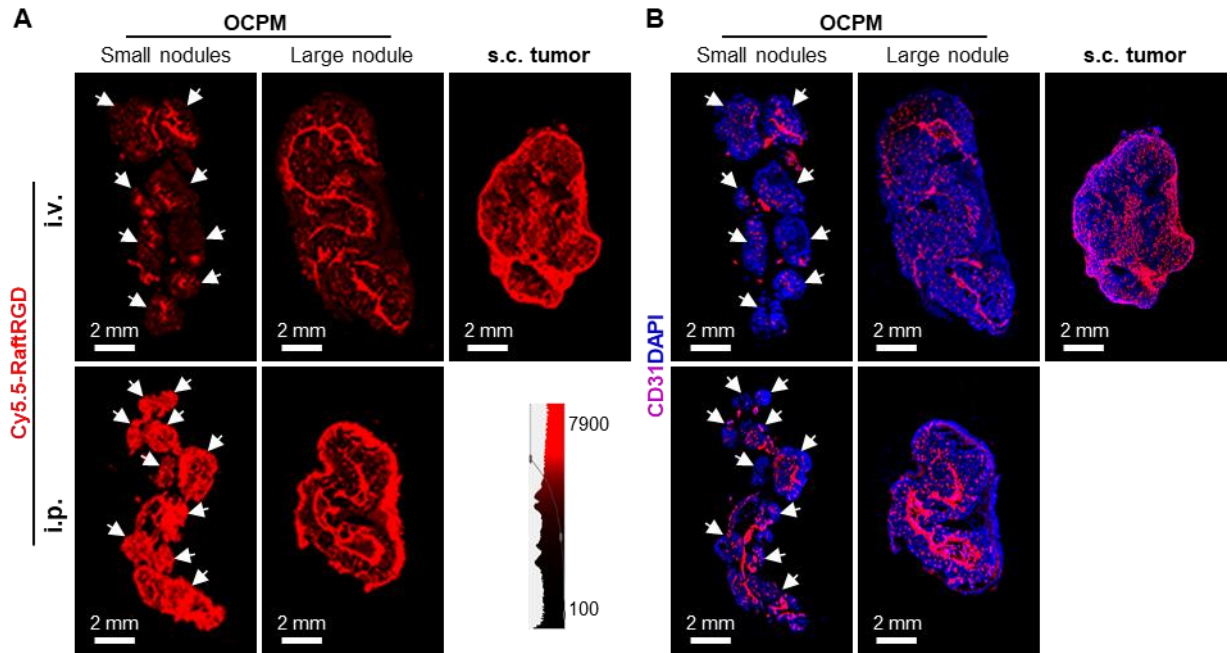 A
OCPM
Small nodules
Large nodule
s.c. tumor
i.v.
2 mm
2 mm
2 mm
Cy5.5-RaftRGD
i.p.
2 mm
2 mm
7900
100
B
OCPM
Small nodules
Large nodule
s.c. tumor
2 mm
2 mm
2 mm
CD31DAPI
2 mm
2 mm